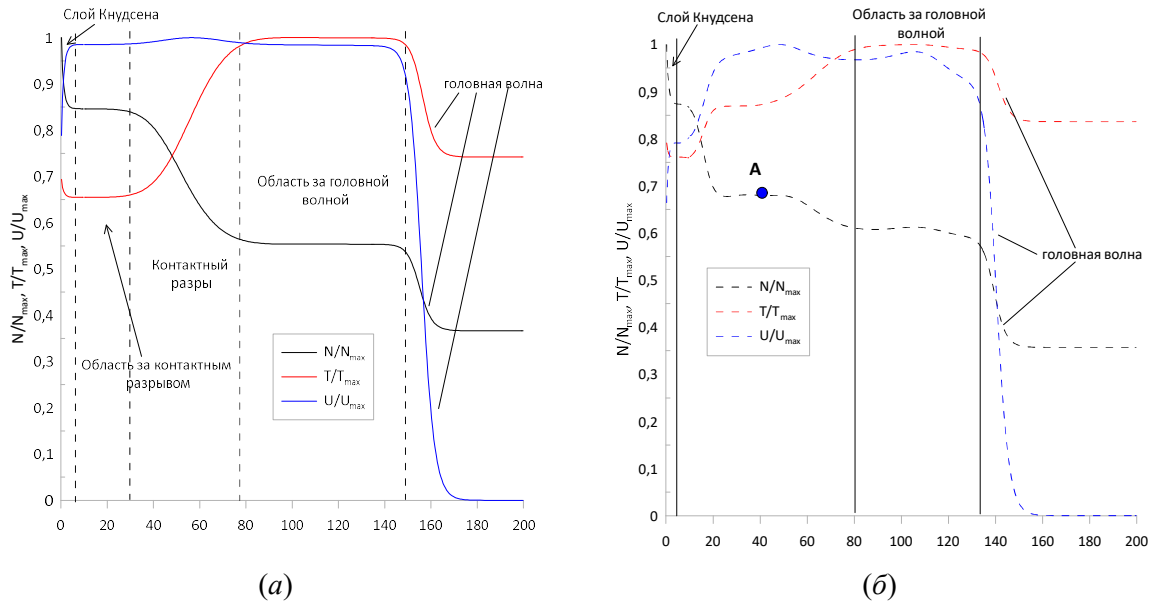 Слой Кнудсена
N/Nmax, T/Tmax, U/Umax
1
0,9
0,8
0,7
0,6
0,5
0,4
0,3
0,2
0,1
0
головная волна
Область за головной
волной
Контактный
разры
Область за контактным
разрывом
N/Nmax
T/Tmax
U/Umax
0 20 40 60 80 100 120 140 160 180 200
(а)
Слой Кнудсена
Область за головной
волной
N/Nmax, T/Tmax, U/Umax
1
0,9
0,8
0,7
0,6
0,5
0,4
0,3
0,2
0,1
0
A
головная волна
N/Nmax
T/Tmax
U/Umax
0 20 40 60 80 100 120 140 160 180 200
(б)